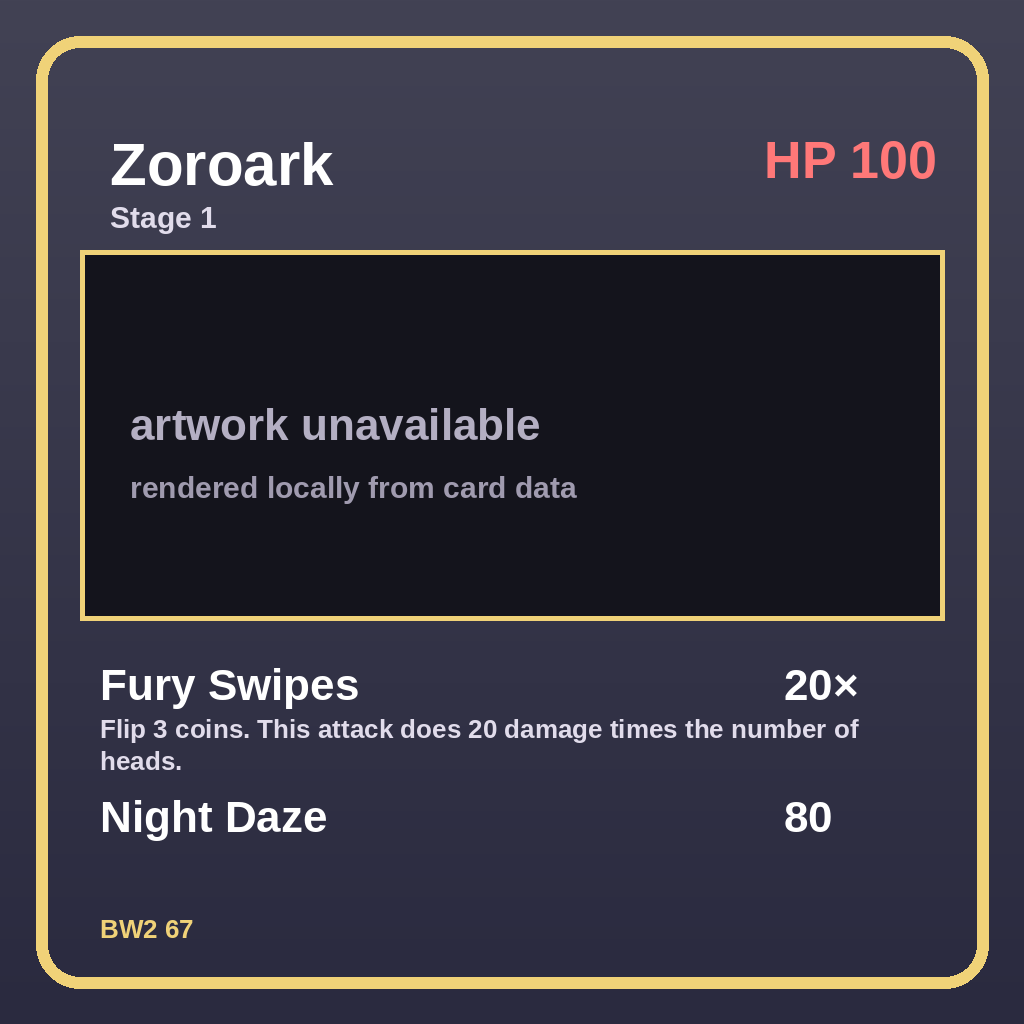 Zoroark
HP 100
Stage 1
artwork unavailable
rendered locally from card data
Fury Swipes
20×
Flip 3 coins. This attack does 20 damage times the number of
heads.
Night Daze
80
BW2 67